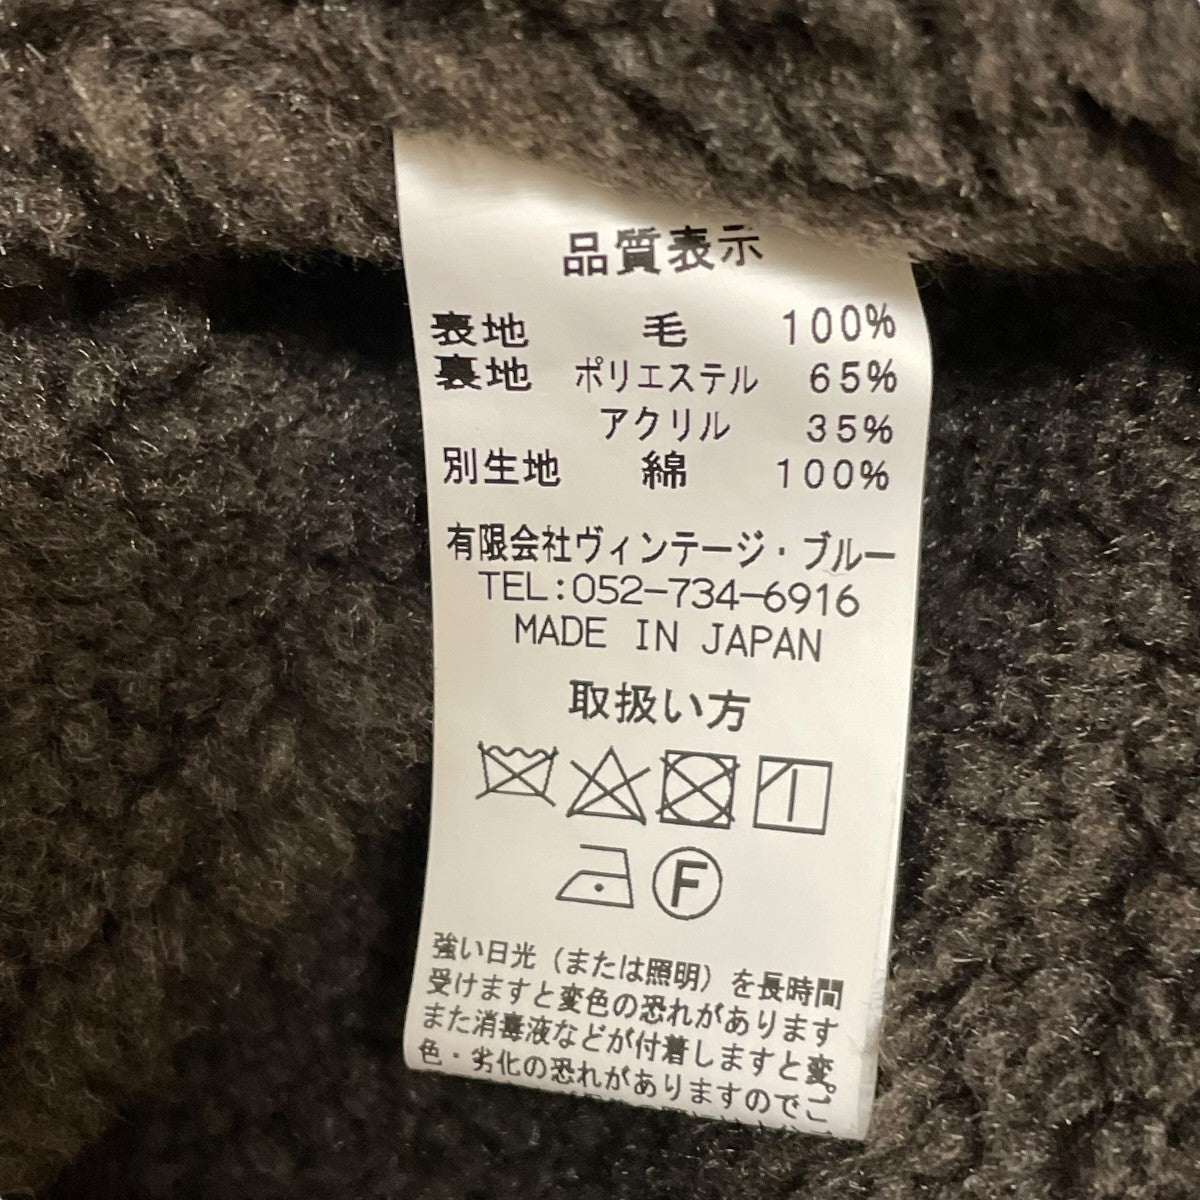 品質表示
表地 毛 100%
裏地 ポリエステル 65%
アクリル 35%
別生地 綿 100%
有限会社ヴィンテージ・ブルー
TEL:052-734-6916
MADE IN JAPAN
取扱い方
F
強い日光(または照明)を長時間
受けますと変色の恐れがあります
また消毒液などが付着しますと変
色・劣化の恐れがありますのでご